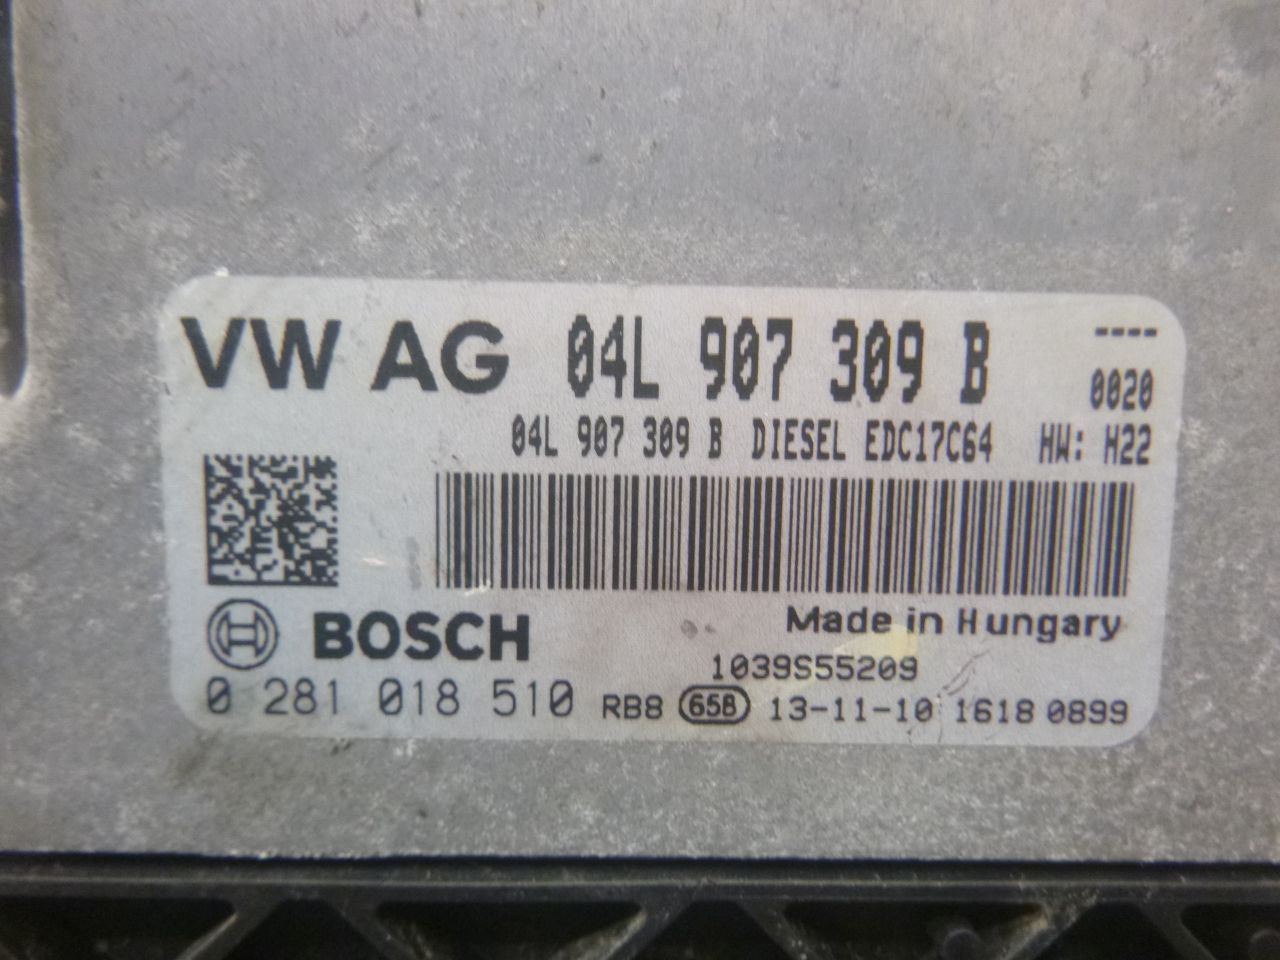 VW AG 04L 907 309 B ----
0020
04L 907 309 B DIESEL EDC17C64 HW: H22
BOSCH Made in Hungary
1039S55209
0 281 018 510 RB8 65B 13-11-10 1618 0899